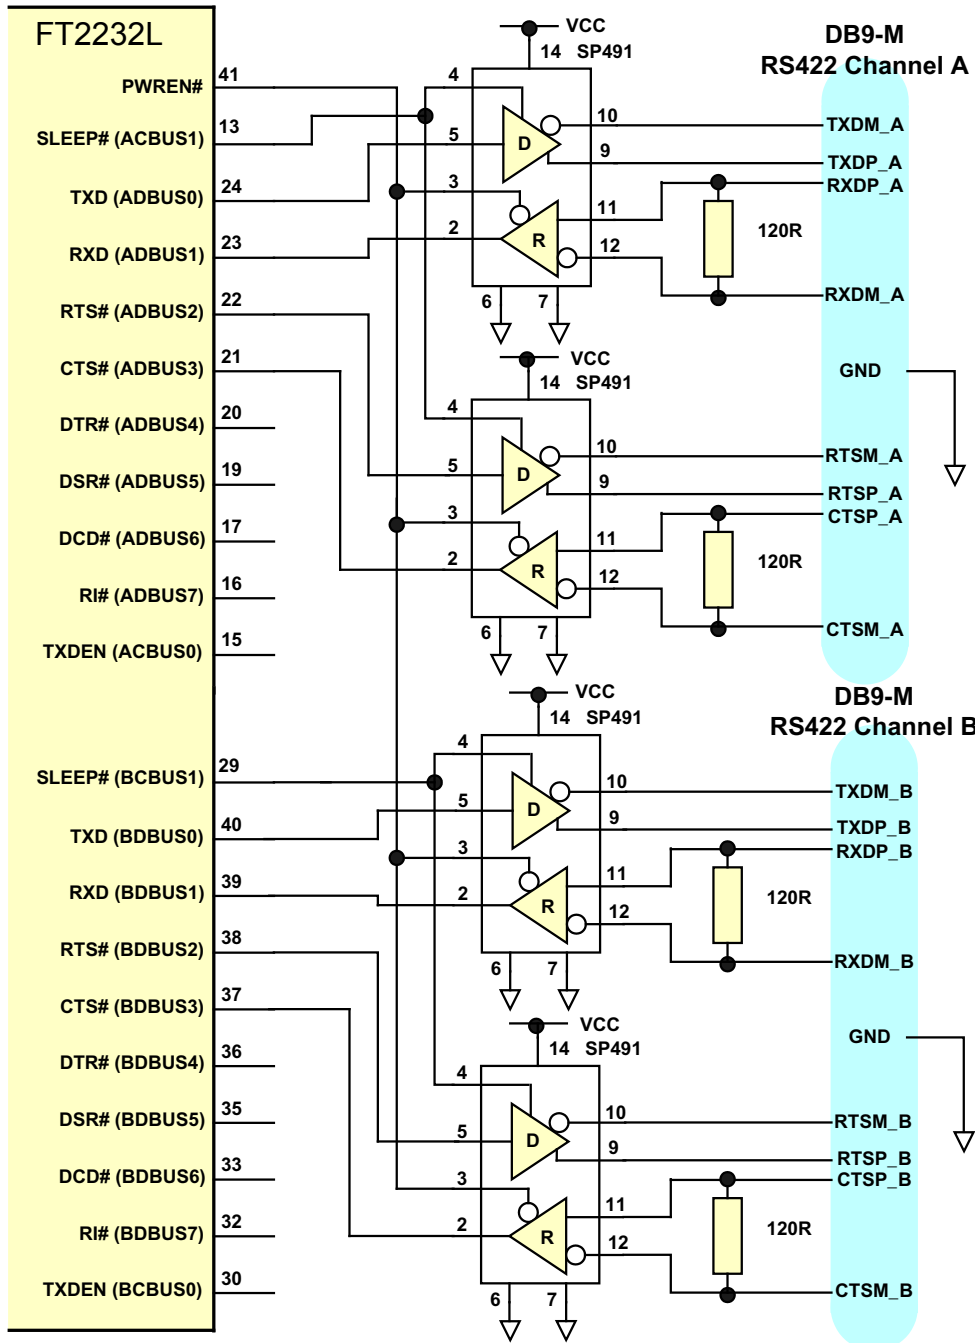 FT2232L
VCC
DB9-M
14 SP491
RS422 Channel A
PWREN# 41
4
SLEEP# (ACBUS1) 13
10 TXDM_A
5 D
9 TXDP_A
TXD (ADBUS0) 24
3 RXDP_A
11
2 R 120R
RXD (ADBUS1) 23
12
RTS# (ADBUS2) 22
RXDM_A
6 7
CTS# (ADBUS3) 21
VCC
14 SP491
GND
DTR# (ADBUS4) 20
4
10 RTSM_A
DSR# (ADBUS5) 19
5 D
9 RTSP_A
3 CTSP_A
DCD# (ADBUS6) 17
11
2 R 120R
12
RI# (ADBUS7) 16
CTSM_A
6 7
TXDEN (ACBUS0) 15
VCC
DB9-M
14 SP491
RS422 Channel B
4
SLEEP# (BCBUS1) 29
10 TXDM_B
5 D
9 TXDP_B
TXD (BDBUS0) 40
3 RXDP_B
11
RXD (BDBUS1) 39
2 R 120R
12
RTS# (BDBUS2) 38
RXDM_B
6 7
CTS# (BDBUS3) 37
VCC
GND
14 SP491
DTR# (BDBUS4) 36
4
10 RTSM_B
DSR# (BDBUS5) 35
5 D
9 RTSP_B
DCD# (BDBUS6) 33
3 CTSP_B
11
RI# (BDBUS7) 32
2 R 120R
12
TXDEN (BCBUS0) 30
CTSM_B
6 7